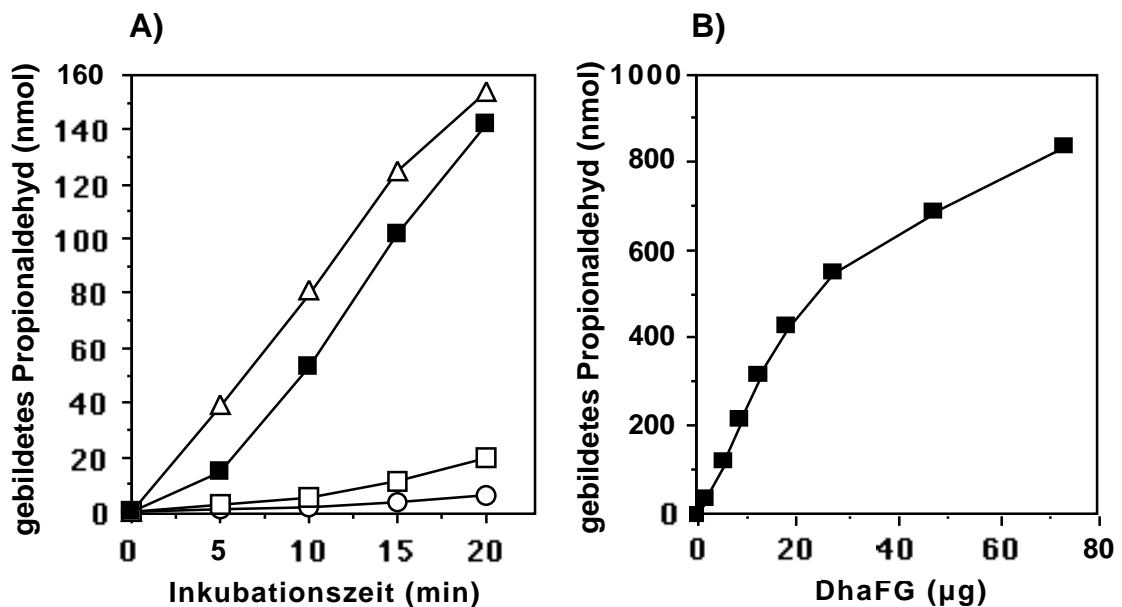 A)
gebildetes Propionaldehyd (nmol)
160
140
120
100
80
60
40
20
0
0 5 10 15 20
Inkubationszeit (min)
B)
gebildetes Propionaldehyd (nmol)
1000
800
600
400
200
0
0 20 40 60 80
DhaFG (µg)